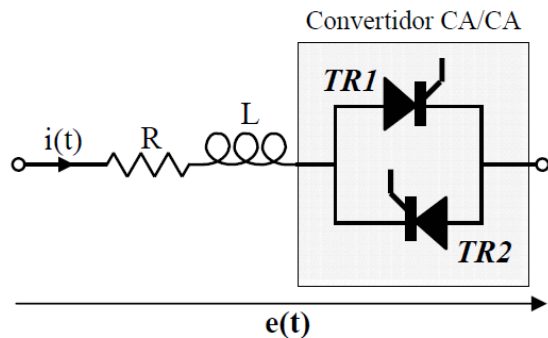 Convertidor CA/CA
TR1
L
i(t)
R
TR2
e(t)